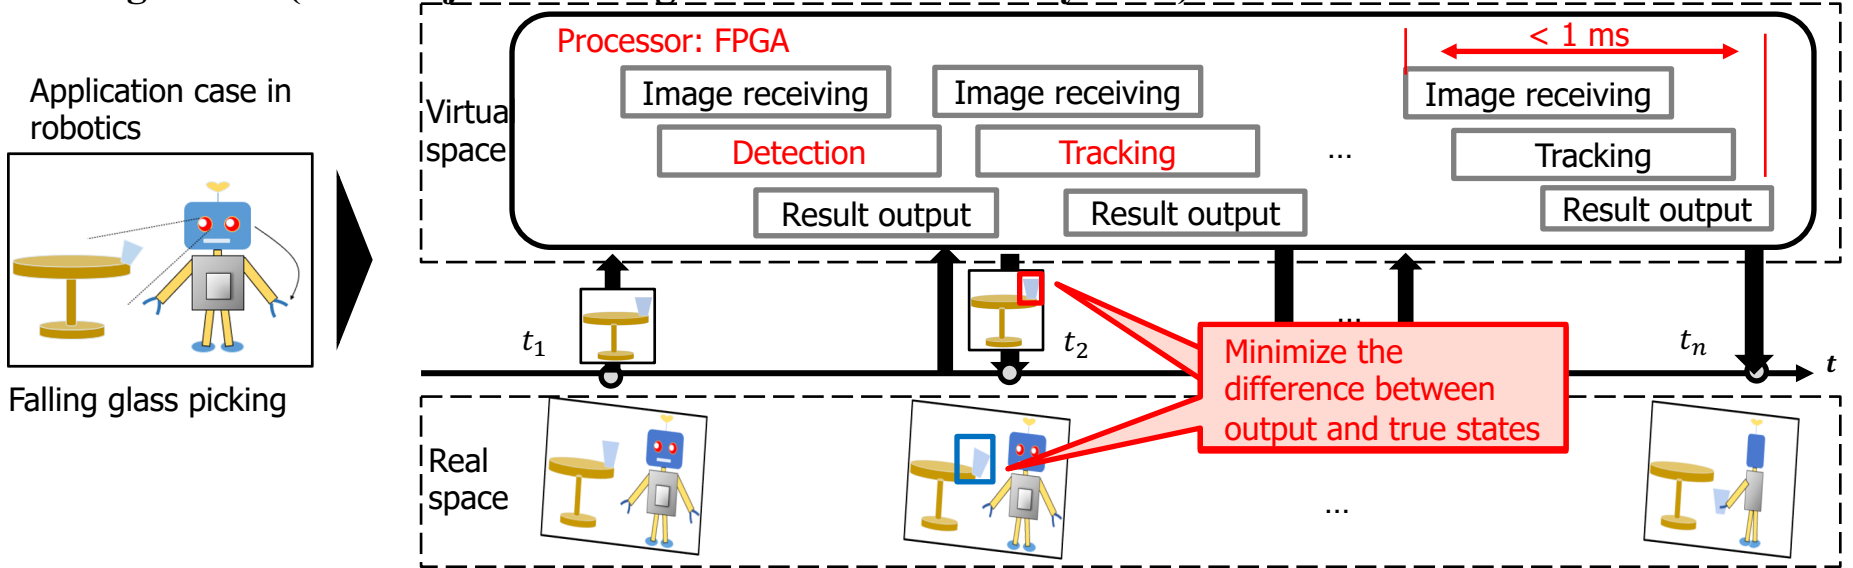 Application case in
robotics
Falling glass picking
Virtual
space
Processor: FPGA
< 1 ms
Image receiving
Image receiving
Image receiving
Detection
Tracking
...
Tracking
Result output
Result output
Result output
t₁
t₂
...
tₙ
t
Minimize the
difference between
output and true states
Real
space
...